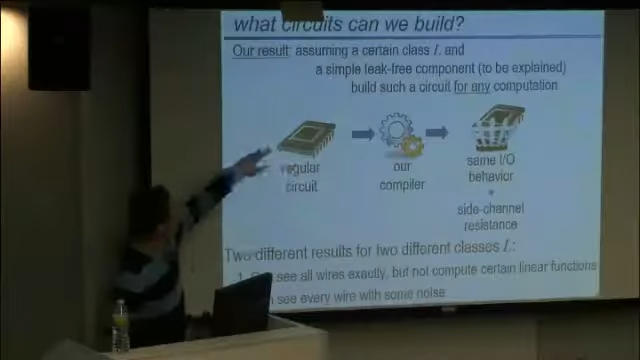 what circuits can we build?
Our result: assuming a certain class L and
a simple leak-free component (to be explained)
build such a circuit for any computation
regular
circuit
our
compiler
same I/O
behavior
+
side-channel
resistance
Two different results for two different classes L:
1. see all wires exactly, but not compute certain linear functions
see every wire with some noise